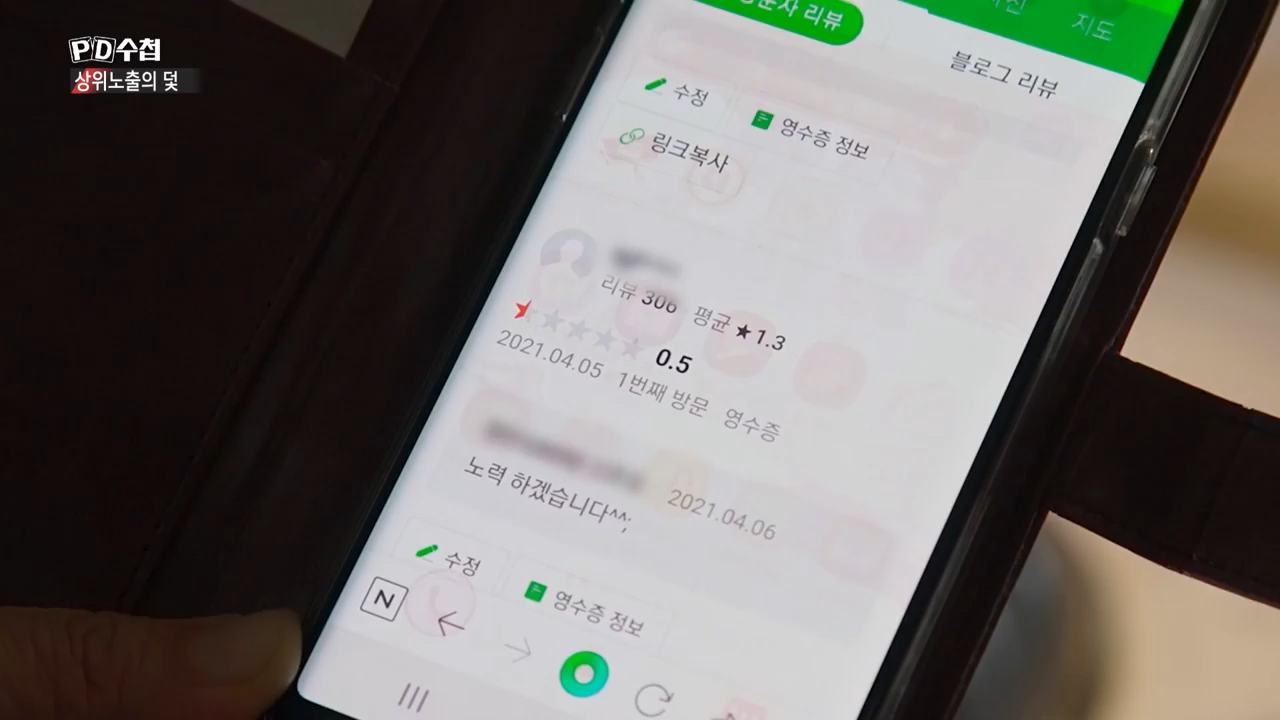 PD수첩
상위노출의 덫
자 리뷰
지도
블로그 리뷰
수정
영수증 정보
링크복사
리뷰 306 평균 ★1.3
0.5
2021.04.05 1번째 방문 영수증
2021.04.06
노력 하겠습니다^^;
수정
영수증 정보
N